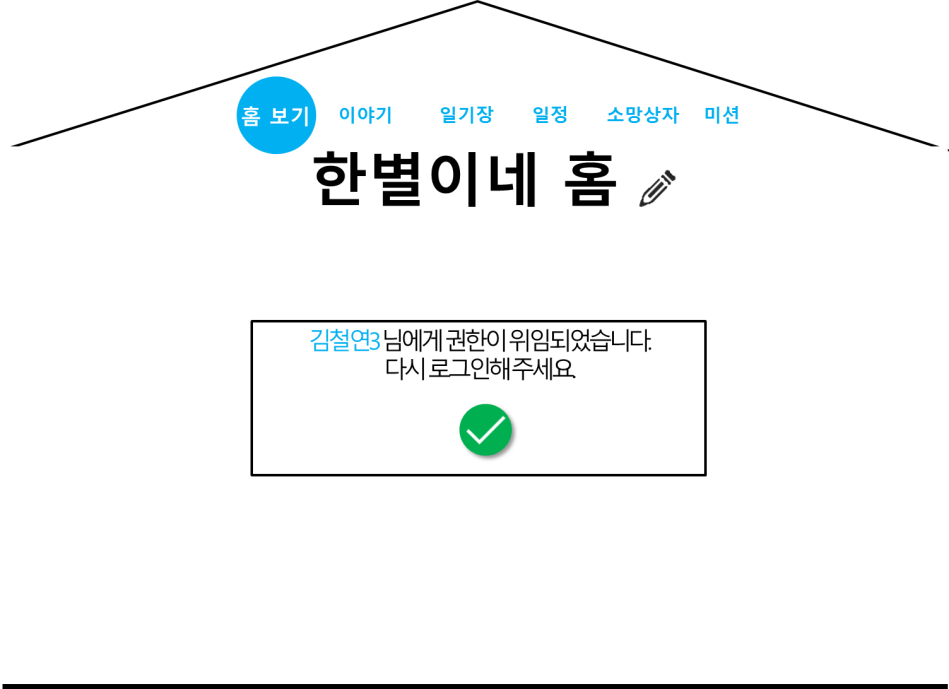 홈 보기 이야기 일기장 일정 소망상자 미션
한별이네 홈
김철연3 님에게 권한이 위임되었습니다.
다시 로그인해 주세요.